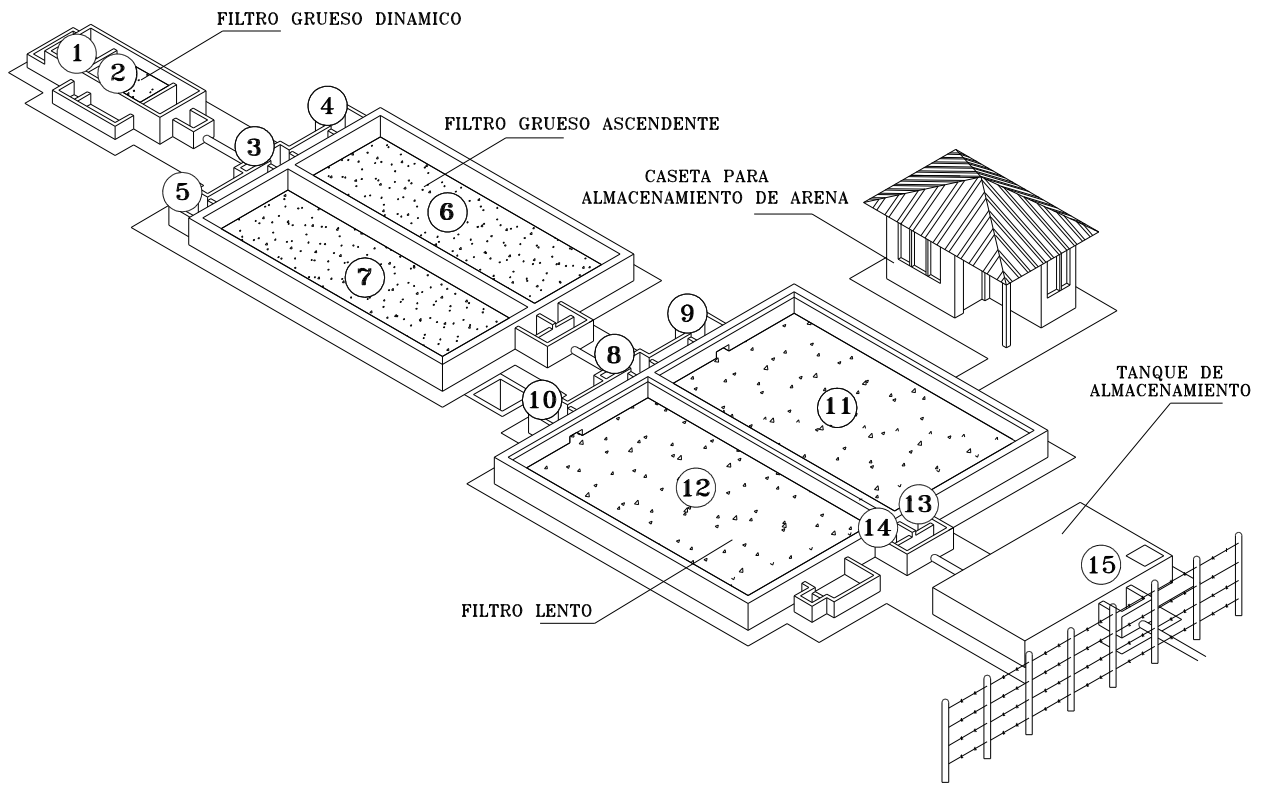 FILTRO GRUESO DINAMICO
1
2
4
FILTRO GRUESO ASCENDENTE
3
CASETA PARA
ALMACENAMIENTO DE ARENA
5
6
7
9
8
TANQUE DE
ALMACENAMIENTO
10
11
12
13
14
15
FILTRO LENTO